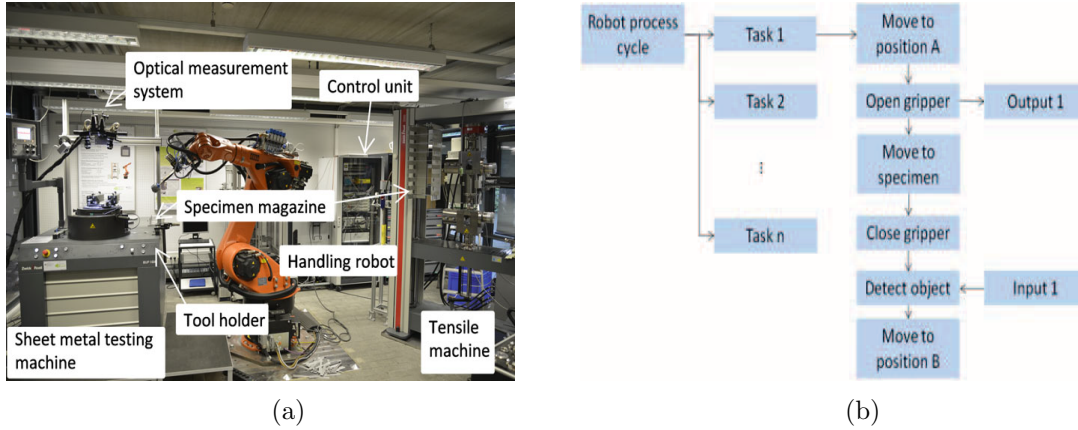 Optical measurement
system
Control unit
Specimen magazine
Handling robot
Tool holder
Sheet metal testing
machine
Tensile
machine
(a)
Robot process
cycle
Task 1
Task 2
⋮
Task n
Move to
position A
Open gripper
Output 1
Move to
specimen
Close gripper
Detect object
Input 1
Move to
position B
(b)